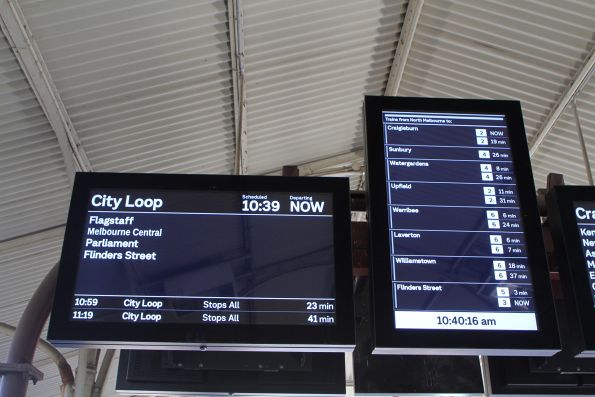 City Loop
Scheduled 10:39
Departing NOW
Flagstaff
Melbourne Central
Parliament
Flinders Street
10:59 City Loop Stops All 23 min
11:19 City Loop Stops All 41 min
Trains from North Melbourne to:
Craigieburn 2 NOW
2 19 min
Sunbury 4 26 min
Watergardens 4 8 min
4 26 min
Upfield 2 11 min
2 31 min
Werribee 6 6 min
6 24 min
Laverton 6 6 min
6 7 min
Williamstown 6 18 min
6 37 min
Flinders Street 5 3 min
3 NOW
10:40:16 am
Cra
Ken